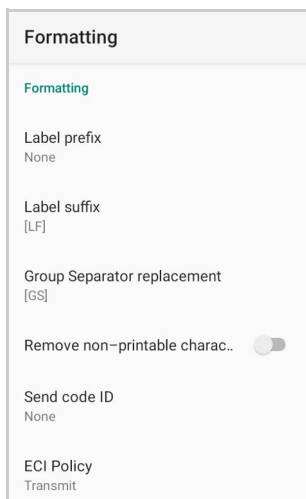 Formatting
Formatting
Label prefix
None
Label suffix
[LF]
Group Separator replacement
[GS]
Remove non-printable charac..
Send code ID
None
ECI Policy
Transmit